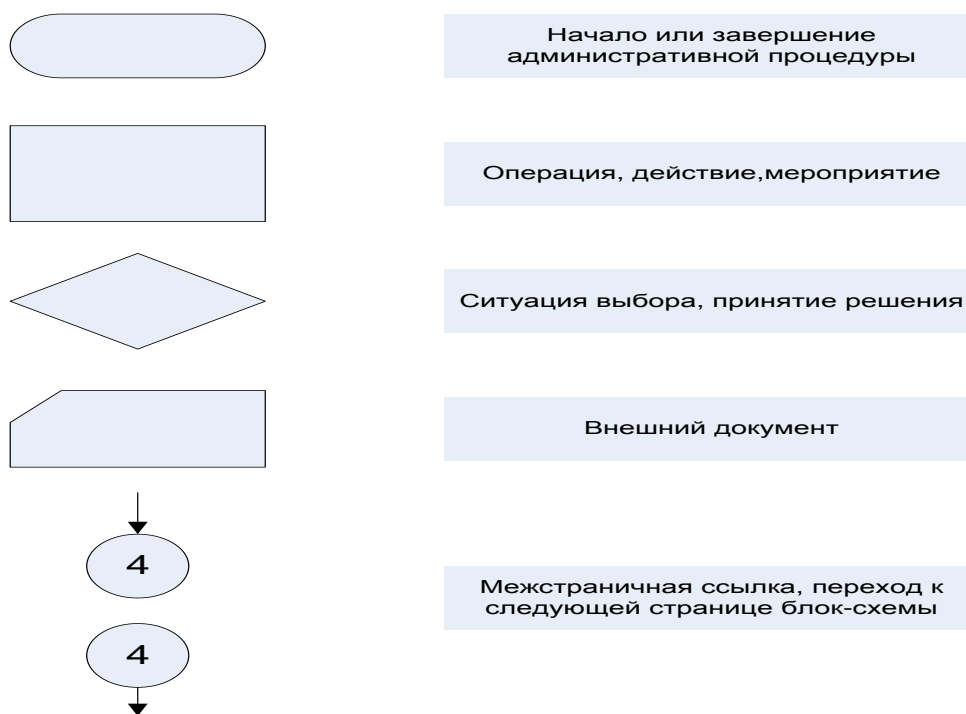 Начало или завершение
административной процедуры
Операция, действие,мероприятие
Ситуация выбора, принятие решения
Внешний документ
4
Межстраничная ссылка, переход к
следующей странице блок-схемы
4